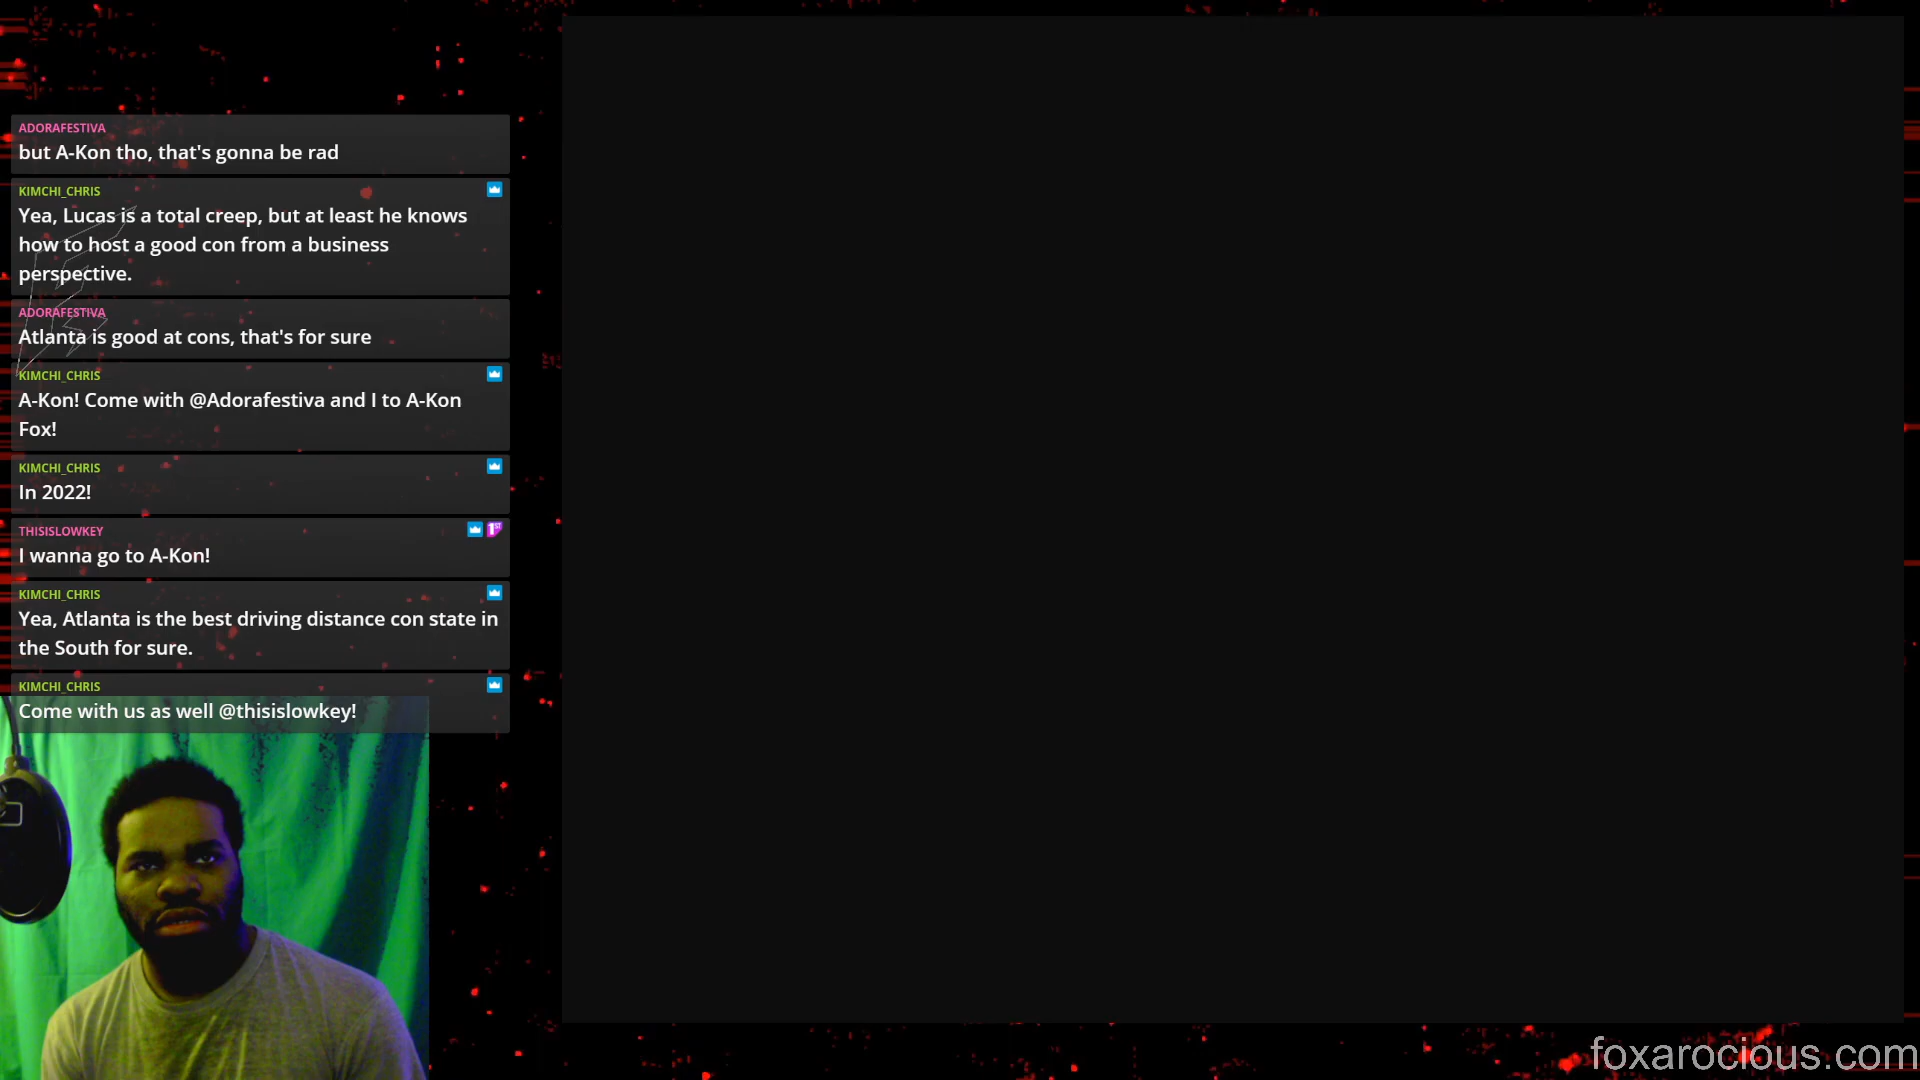 ADORAFESTIVA
but A-Kon tho, that's gonna be rad
KIMCHI_CHRIS
Yea, Lucas is a total creep, but at least he knows
how to host a good con from a business
perspective.
ADORAFESTIVA
Atlanta is good at cons, that's for sure
KIMCHI_CHRIS
A-Kon! Come with @Adorafestiva and I to A-Kon
Fox!
KIMCHI_CHRIS
In 2022!
THISISLOWKEY
1ST
I wanna go to A-Kon!
KIMCHI_CHRIS
Yea, Atlanta is the best driving distance con state in
the South for sure.
KIMCHI_CHRIS
Come with us as well @thisislowkey!
foxarocious.com